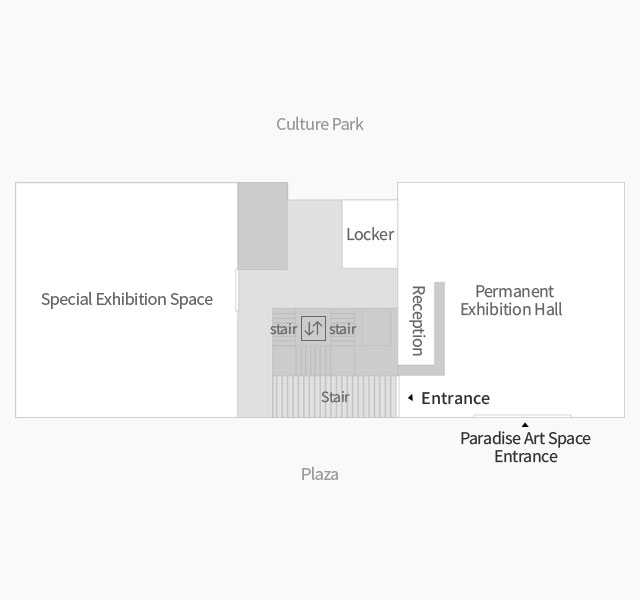 Culture Park
Locker
Special Exhibition Space
Reception
Permanent
Exhibition Hall
stair
stair
Stair
Entrance
Paradise Art Space
Entrance
Plaza